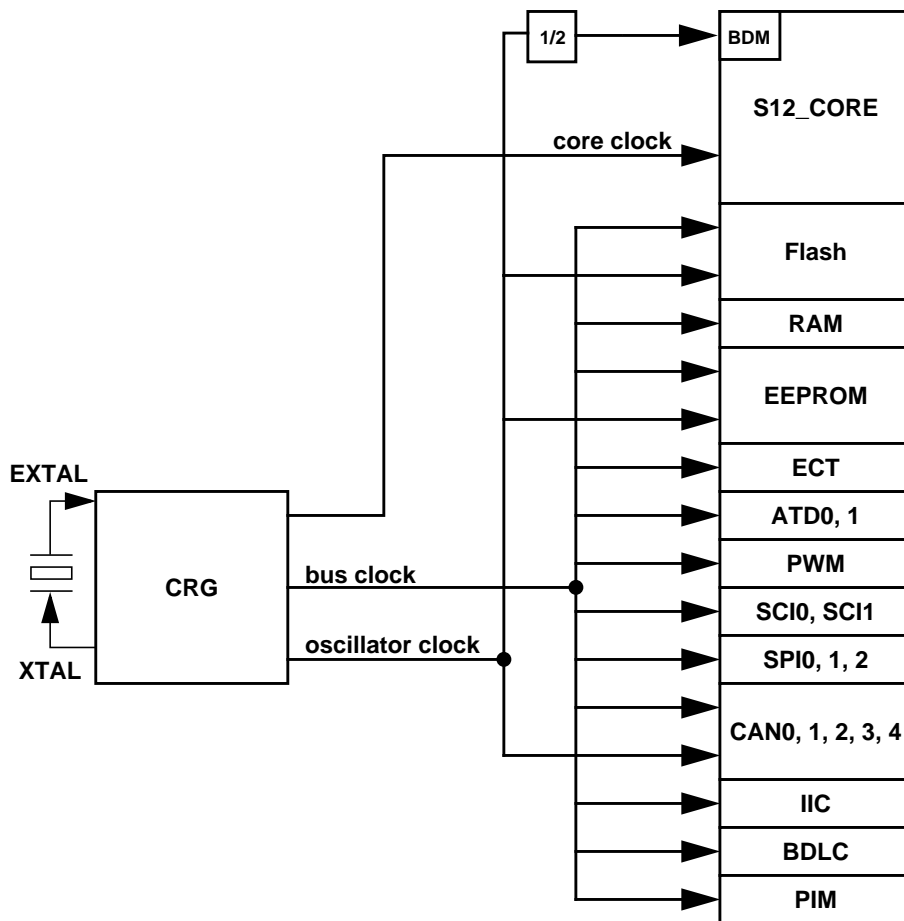 1/2
BDM
S12_CORE
core clock
Flash
RAM
EEPROM
EXTAL
ECT
ATD0, 1
CRG
PWM
bus clock
SCI0, SCI1
oscillator clock
SPI0, 1, 2
XTAL
CAN0, 1, 2, 3, 4
IIC
BDLC
PIM